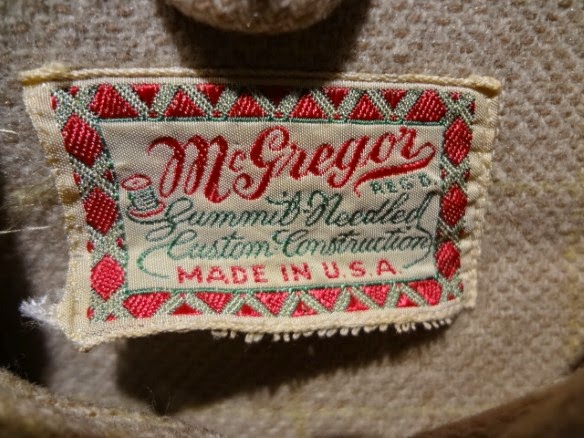 McGregor
REG'D.
Summit-Needled
Custom Construction
MADE IN U.S.A.